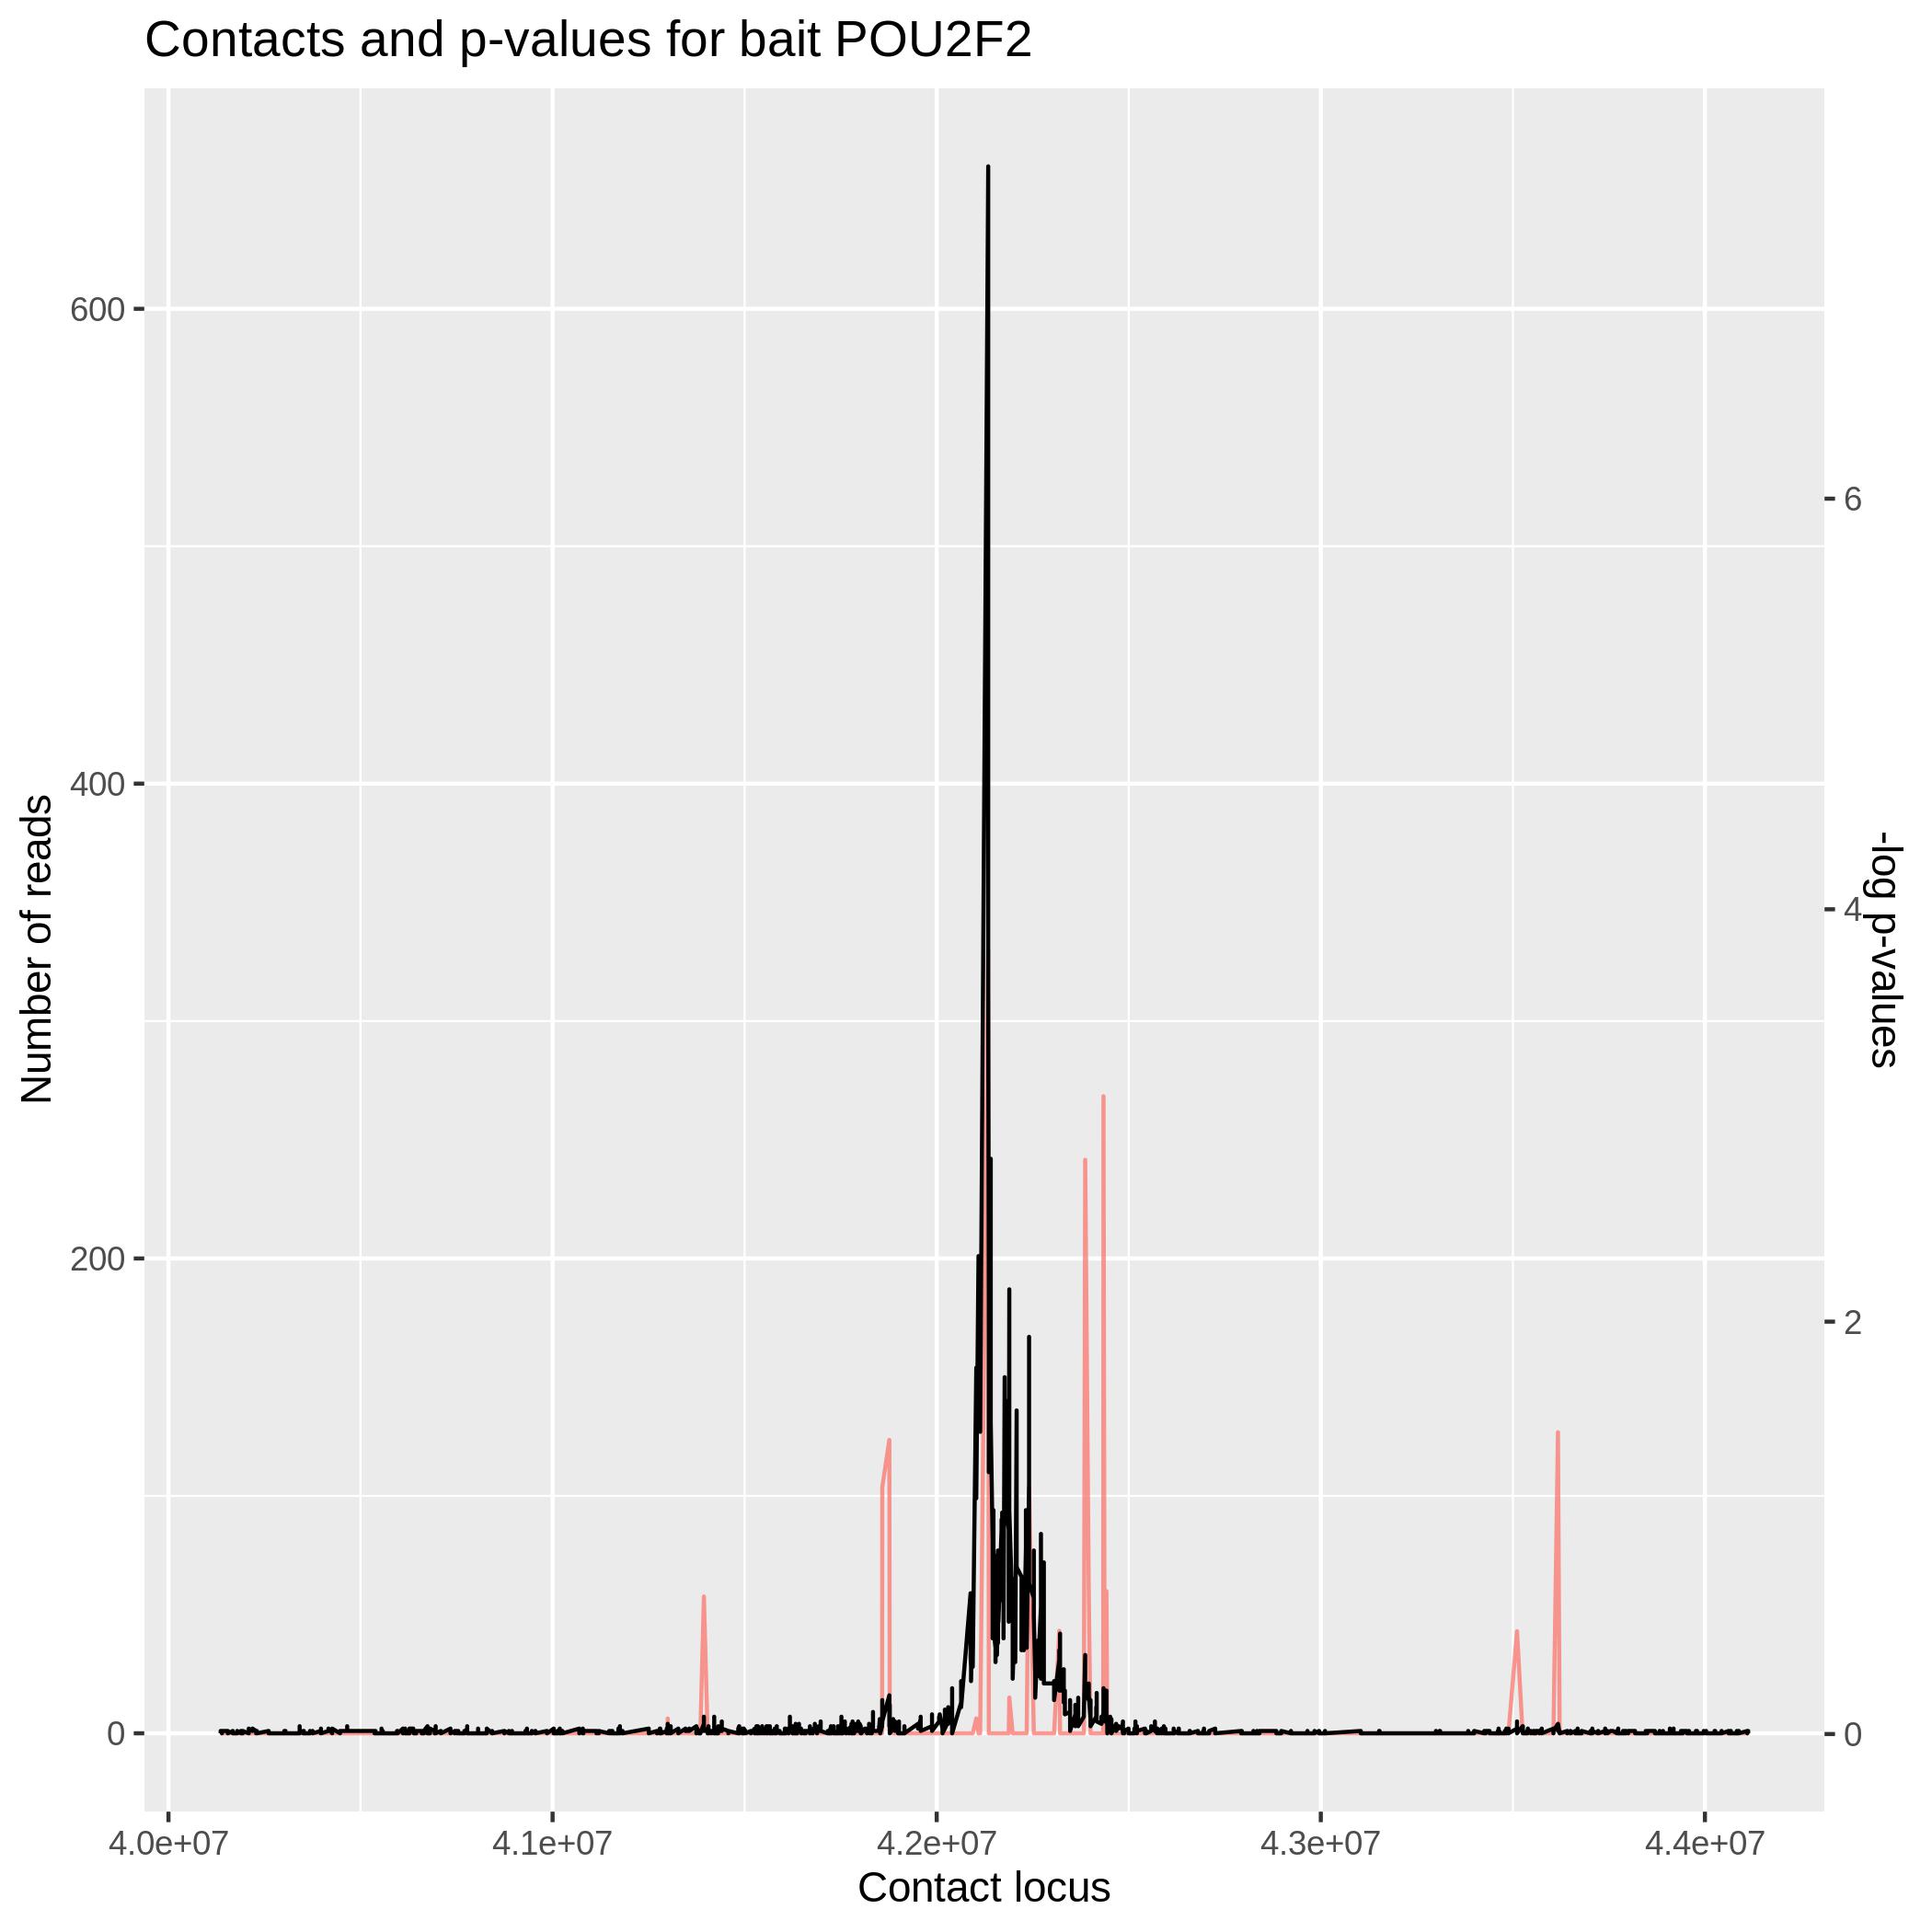 Contacts and p-values for bait POU2F2
Number of reads
600
400
200
0
6
4
2
0
-log p-values
4.0e+07
4.1e+07
4.2e+07
4.3e+07
4.4e+07
Contact locus